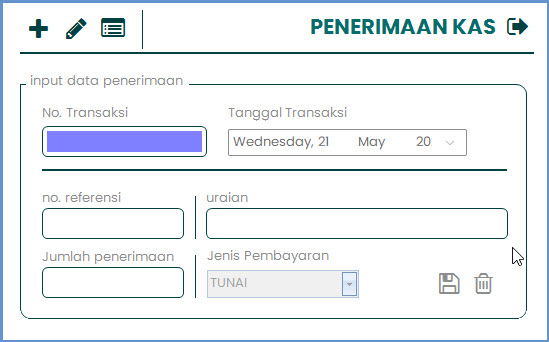 PENERIMAAN KAS
input data penerimaan
No. Transaksi
Tanggal Transaksi
Wednesday, 21 May 20
no. referensi
uraian
Jumlah penerimaan
Jenis Pembayaran
TUNAI